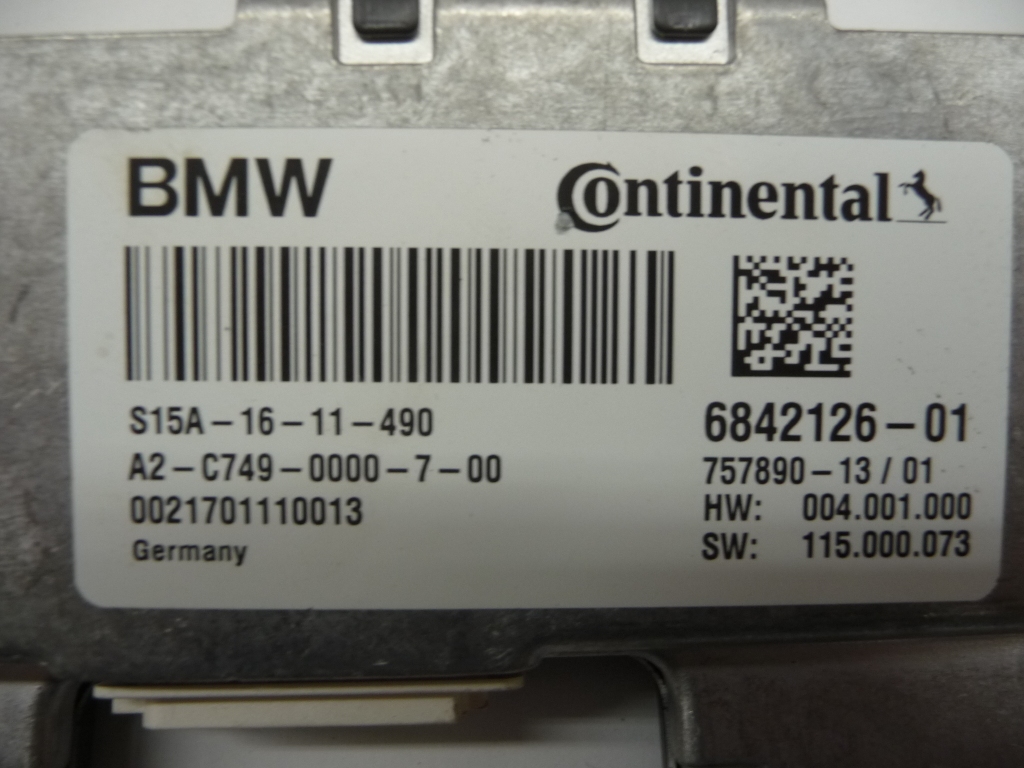 BMW
Continental
S15A-16-11-490
A2-C749-0000-7-00
0021701110013
Germany
6842126-01
757890-13/01
HW: 004.001.000
SW: 115.000.073